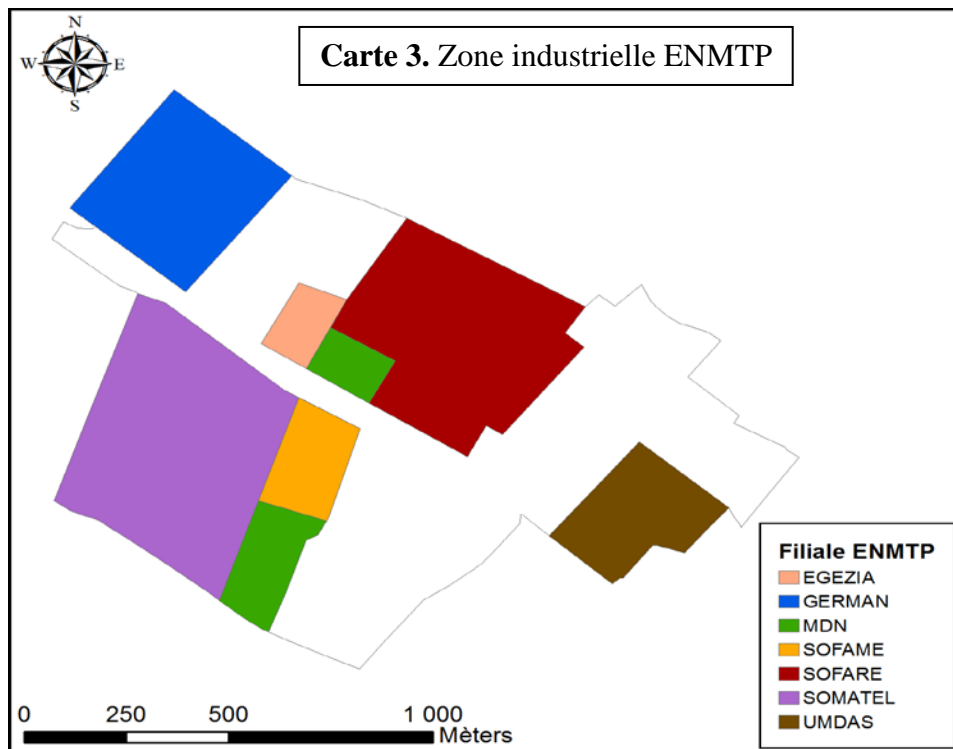 N
W E
S
Carte 3. Zone industrielle ENMTP
Filiale ENMTP
EGEZIA
GERMAN
MDN
SOFAME
SOFARE
SOMATEL
UMDAS
0 250 500 1 000
Mèters